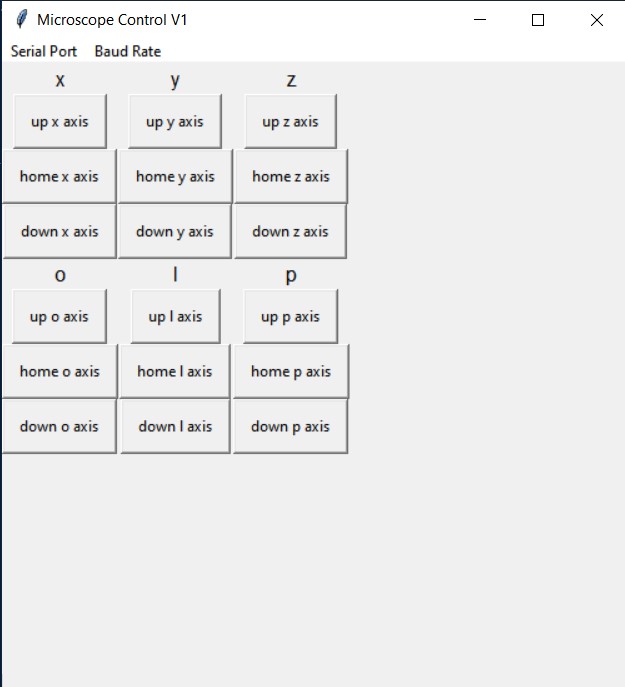 Microscope Control V1
Serial Port Baud Rate
x y z
up x axis up y axis up z axis
home x axis home y axis home z axis
down x axis down y axis down z axis
o l p
up o axis up l axis up p axis
home o axis home l axis home p axis
down o axis down l axis down p axis